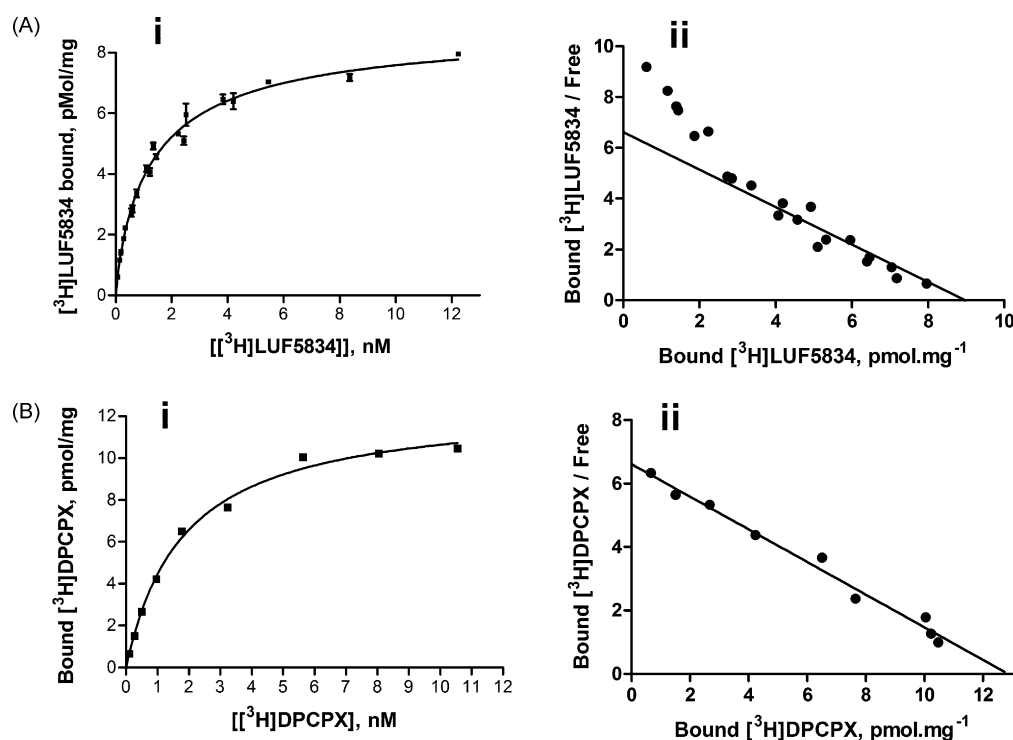 (A)
i
[³H]LUF5834 bound, pMol/mg
8
6
4
2
0
0 2 4 6 8 10 12
[[³H]LUF5834]], nM
ii
Bound [³H]LUF5834 / Free
10
8
6
4
2
0
0 2 4 6 8 10
Bound [³H]LUF5834, pmol.mg⁻¹
(B)
i
Bound [³H]DPCPX, pmol/mg
12
10
8
6
4
2
0
0 1 2 3 4 5 6 7 8 9 10 11 12
[[³H]DPCPX], nM
ii
Bound [³H]DPCPX / Free
8
6
4
2
0
0 2 4 6 8 10 12
Bound [³H]DPCPX, pmol.mg⁻¹